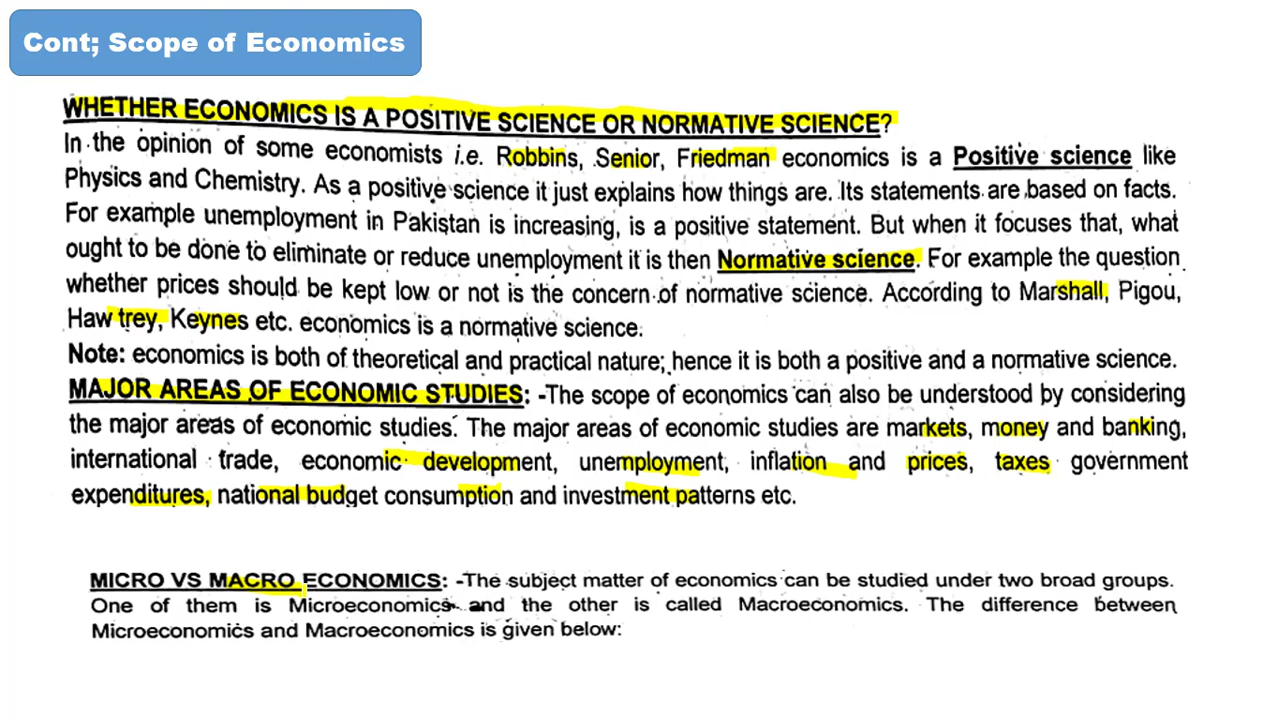 Cont; Scope of Economics
WHETHER ECONOMICS IS A POSITIVE SCIENCE OR NORMATIVE SCIENCE?
In the opinion of some economists i.e. Robbins, Senior, Friedman economics is a Positive science like
Physics and Chemistry. As a positive science it just explains how things are. Its statements are based on facts.
For example unemployment in Pakistan is increasing, is a positive statement. But when it focuses that, what
ought to be done to eliminate or reduce unemployment it is then Normative science. For example the question
whether prices should be kept low or not is the concern of normative science. According to Marshall, Pigou,
Haw trey, Keynes etc. economics is a normative science.
Note: economics is both of theoretical and practical nature; hence it is both a positive and a normative science.
MAJOR AREAS OF ECONOMIC STUDIES: -The scope of economics can also be understood by considering
the major areas of economic studies. The major areas of economic studies are markets, money and banking,
international trade, economic development, unemployment, inflation and prices, taxes government
expenditures, national budget consumption and investment patterns etc.
MICRO VS MACRO ECONOMICS: -The subject matter of economics can be studied under two broad groups.
One of them is Microeconomics and the other is called Macroeconomics. The difference between
Microeconomics and Macroeconomics is given below: